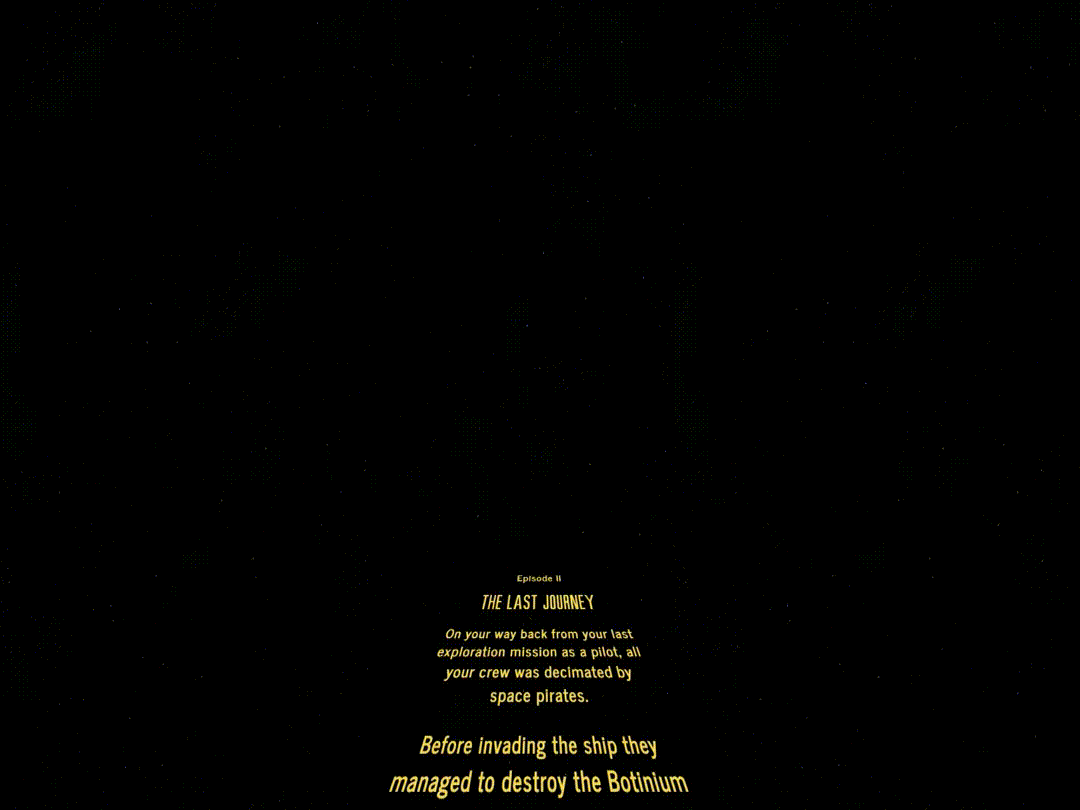 Episode II
THE LAST JOURNEY
On your way back from your last
exploration mission as a pilot, all
your crew was decimated by
space pirates.
Before invading the ship they
managed to destroy the Botinium